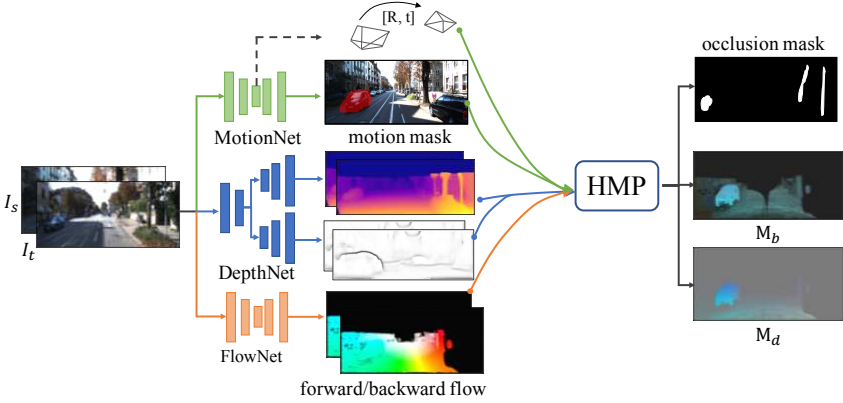 [R, t]
occlusion mask
MotionNet
motion mask
I_s
I_t
HMP
M_b
DepthNet
M_d
FlowNet
forward/backward flow